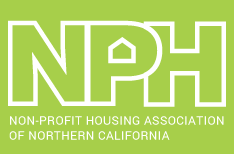 NPH
NON-PROFIT HOUSING ASSOCIATION
OF NORTHERN CALIFORNIA